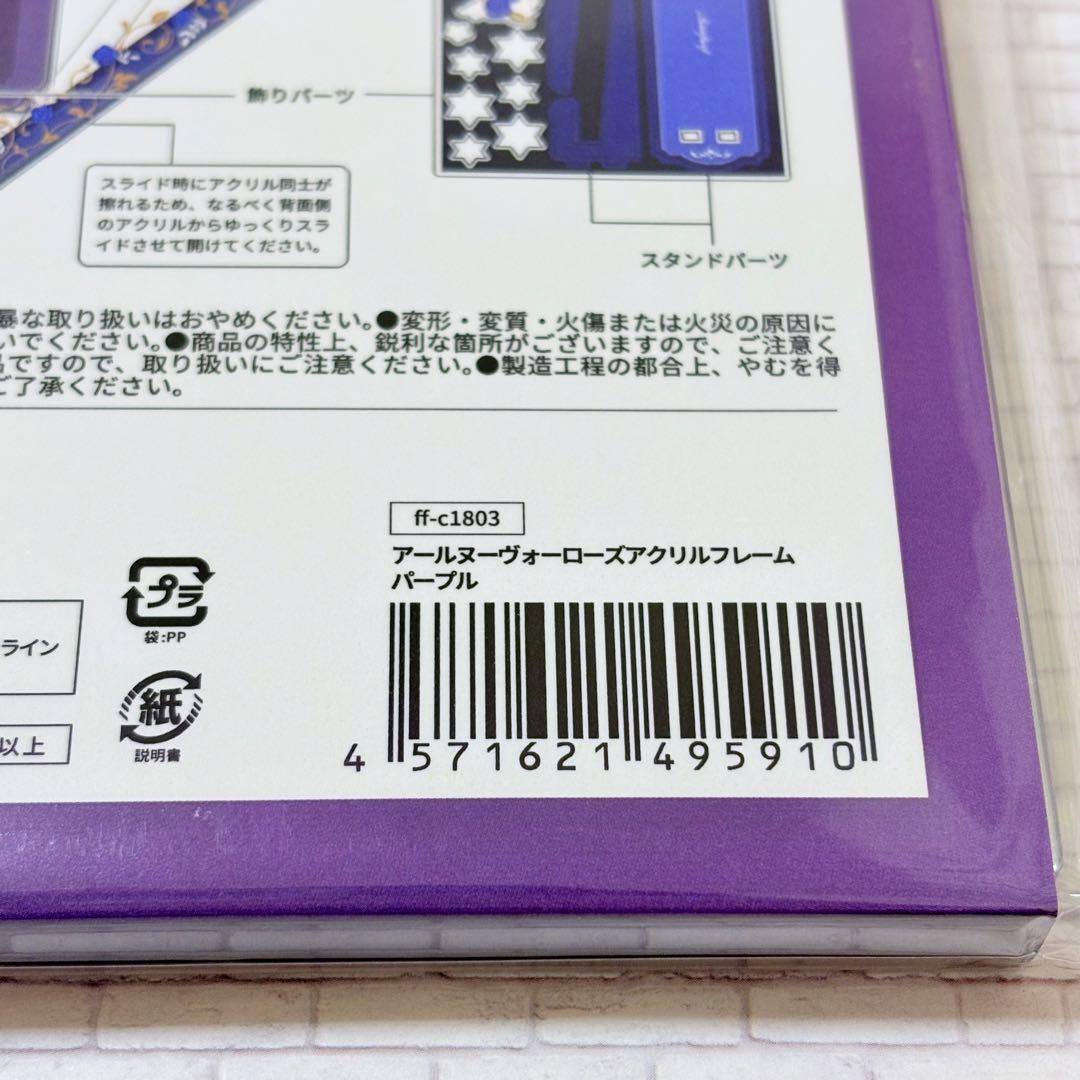 飾りパーツ
スライド時にアクリル同士が
擦れるため、なるべく背面側
のアクリルからゆっくりスラ
イドさせて開けてください。
スタンドパーツ
暴な取り扱いはおやめください。●変形・変質・火傷または火災の原因に
いでください。●商品の特性上、鋭利な箇所がございますので、ご注意く
品ですので、取り扱いにご注意ください。●製造工程の都合上、やむを得
ご了承ください。
ff-c1803
アールヌーヴォーローズアクリルフレーム
パープル
プラ
袋:PP
ライン
紙
説明書
以上
4 571621 495910